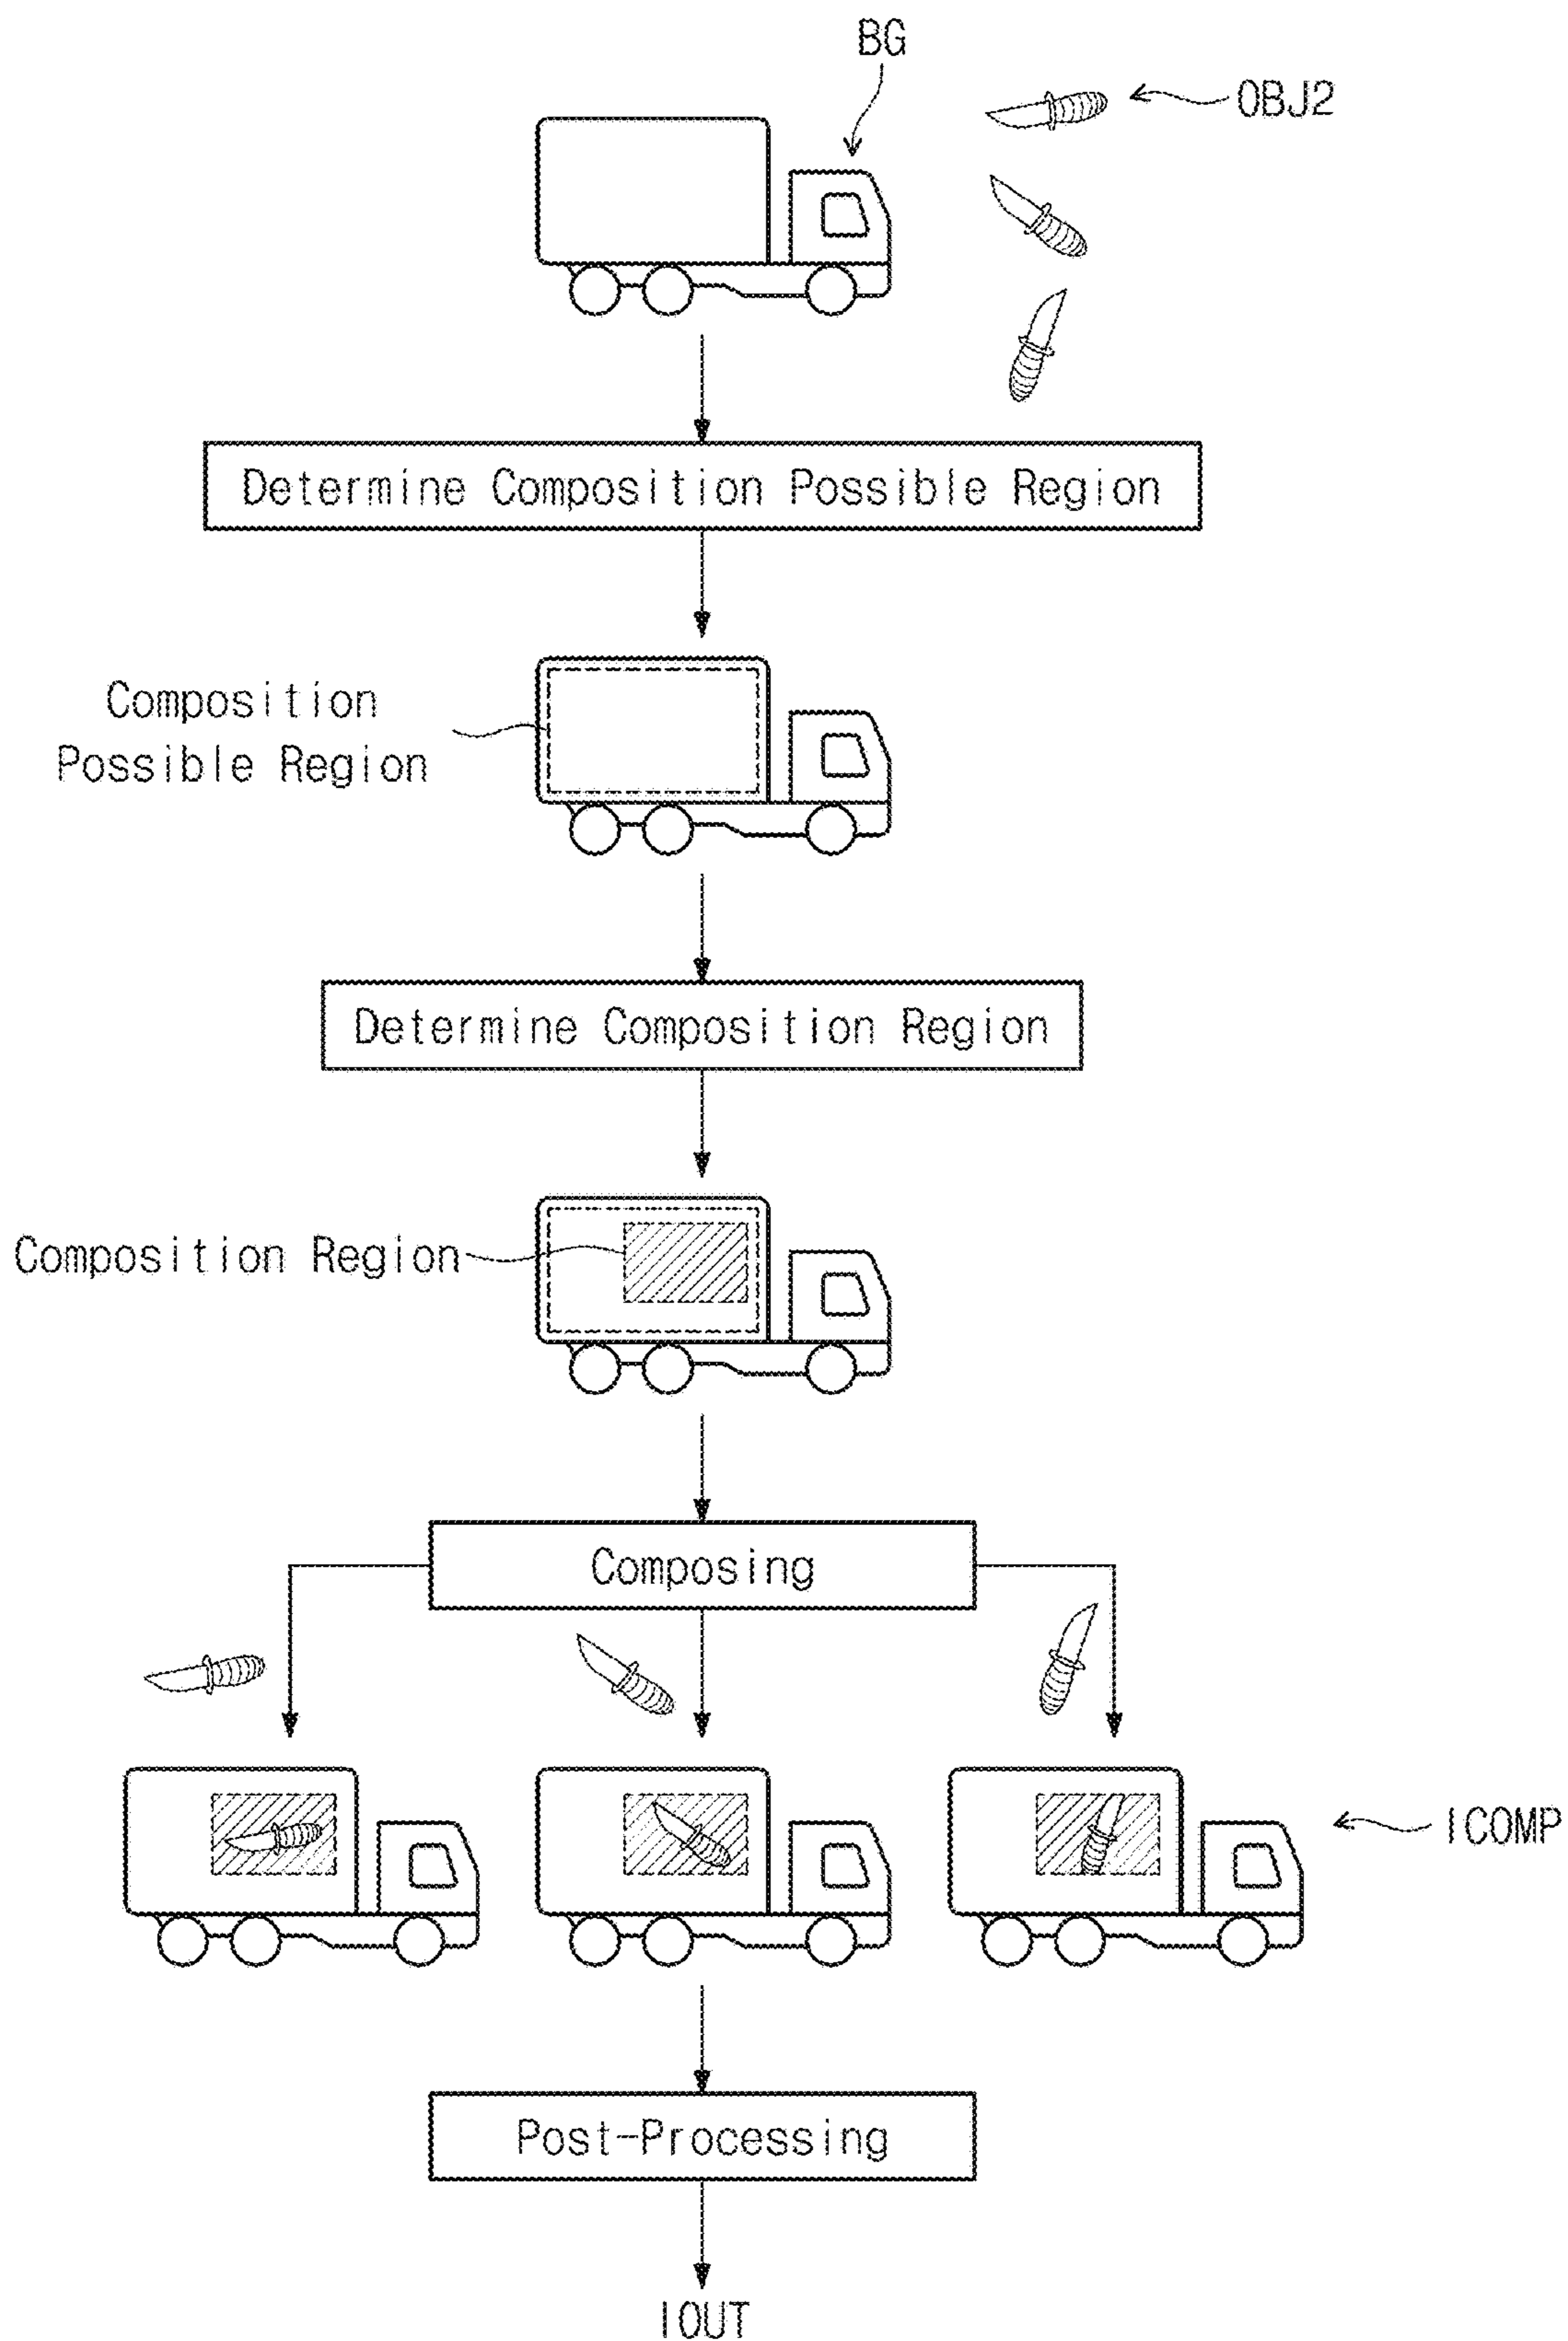 BG
OBJ2
Determine Composition Possible Region
Composition
Possible Region
Determine Composition Region
Composition Region
Composing
ICOMP
Post-Processing
IOUT